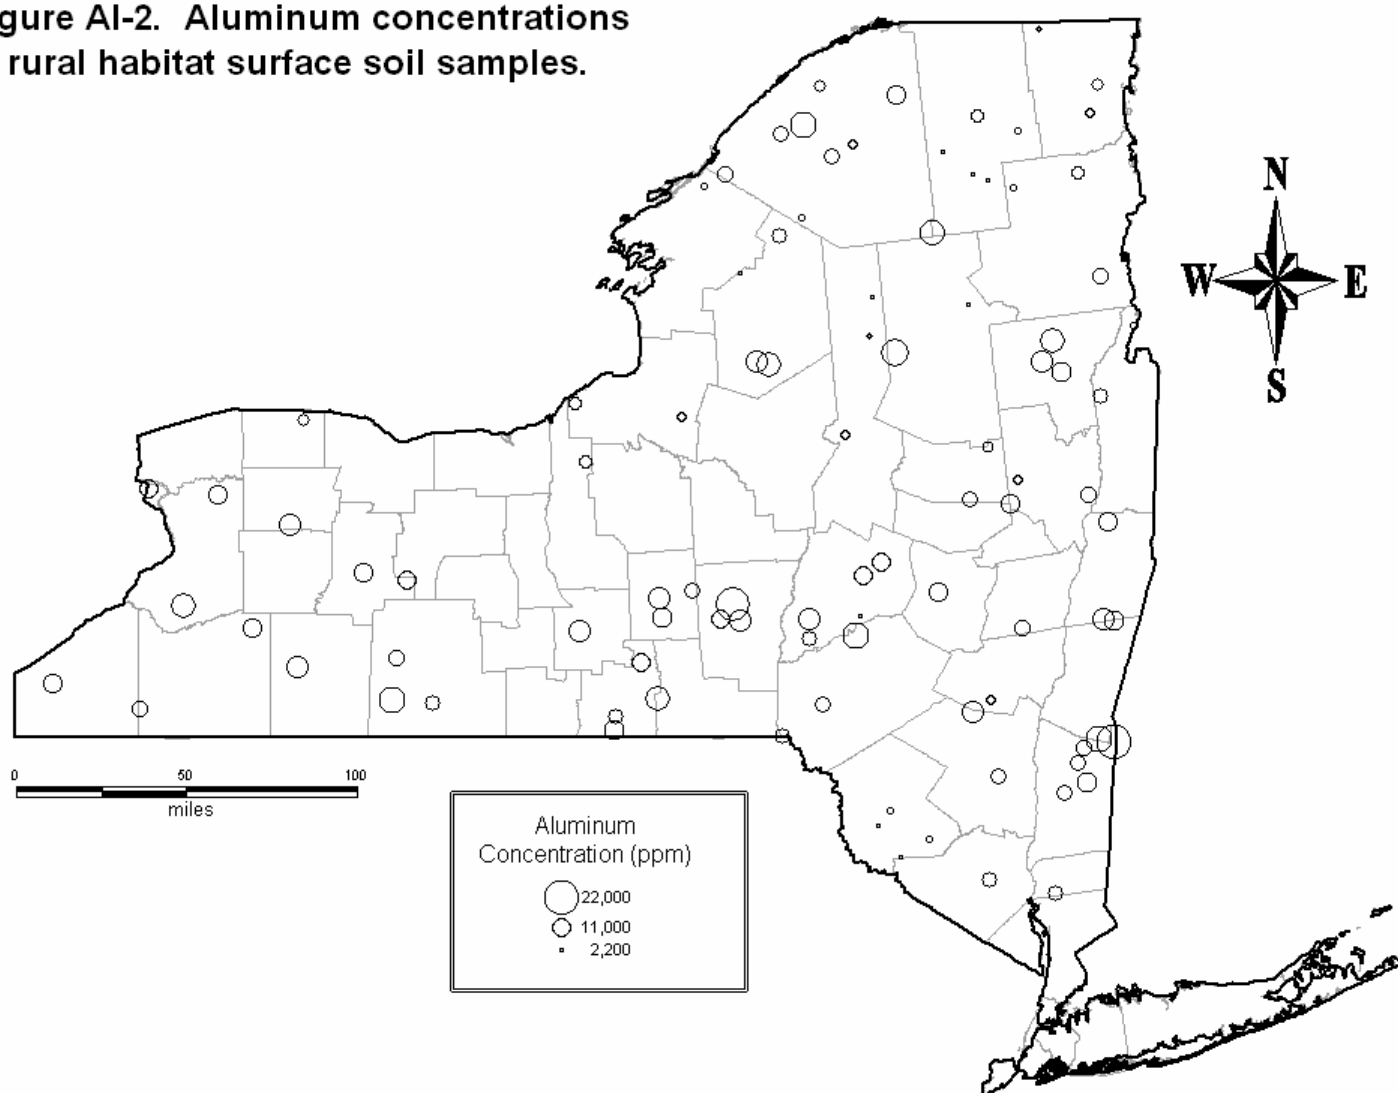 gure Al-2. Aluminum concentrations
rural habitat surface soil samples.
N
W E
S
0 50 100
miles
Aluminum
Concentration (ppm)
22,000
11,000
2,200